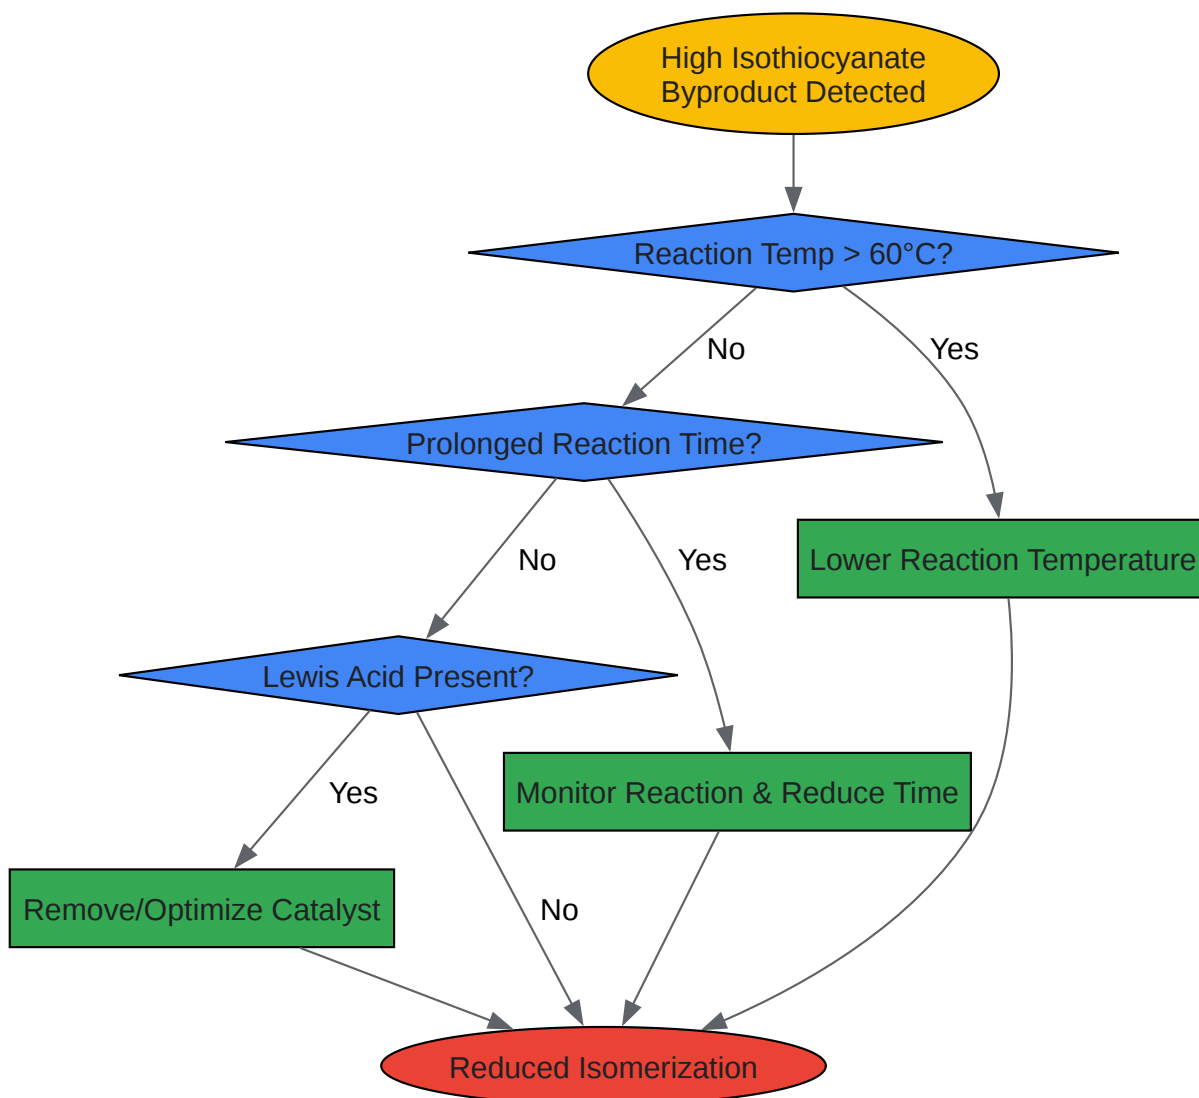 High Isothiocyanate
Byproduct Detected
Reaction Temp > 60°C?
No
Yes
Prolonged Reaction Time?
No
Yes
Lower Reaction Temperature
Lewis Acid Present?
Yes
Monitor Reaction & Reduce Time
Remove/Optimize Catalyst
No
Reduced Isomerization